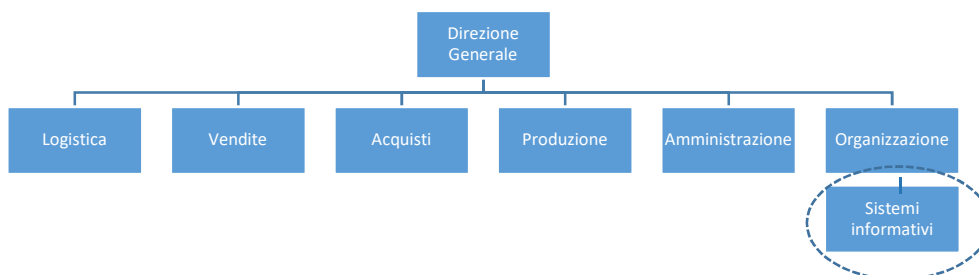 Direzione
Generale
Logistica
Vendite
Acquisti
Produzione
Amministrazione
Organizzazione
Sistemi
informativi